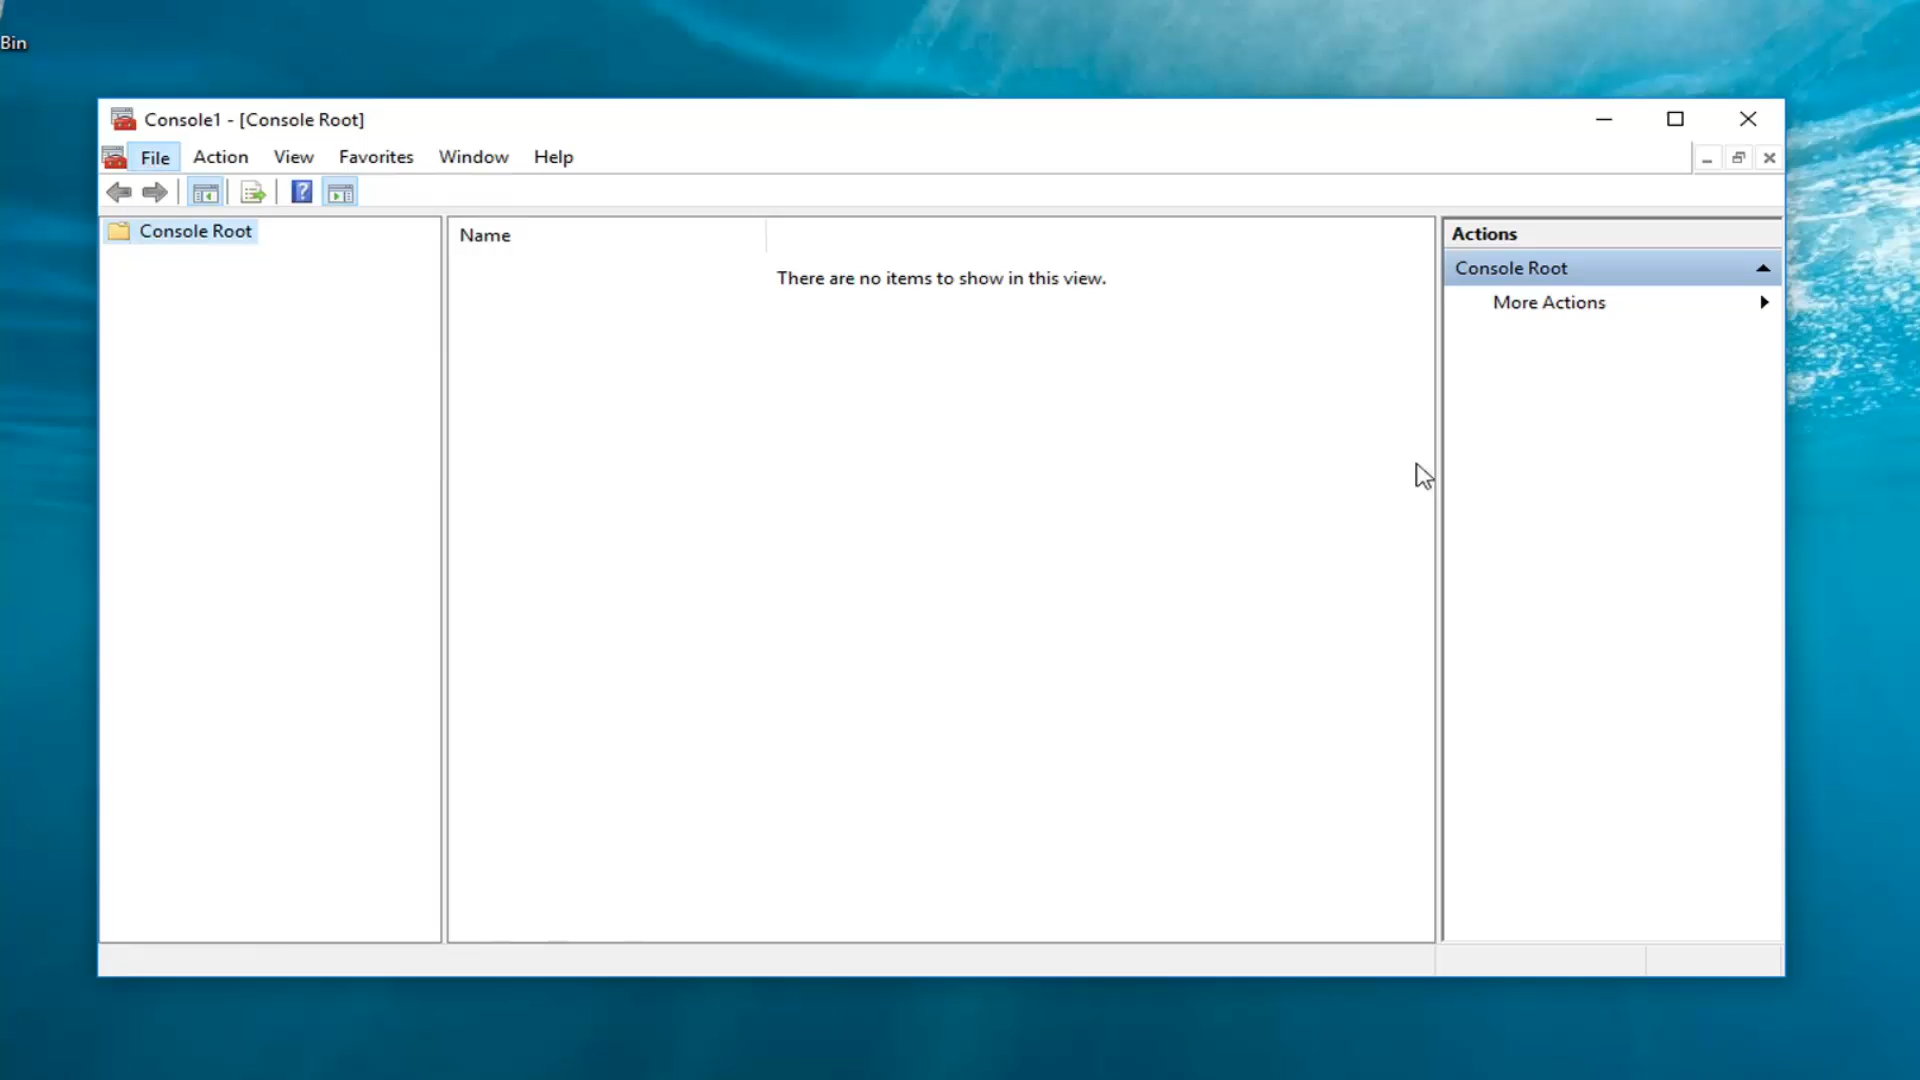 Bin
Console1 - [Console Root]
File Action View Favorites Window Help
Console Root
Name
There are no items to show in this view.
Actions
Console Root
More Actions